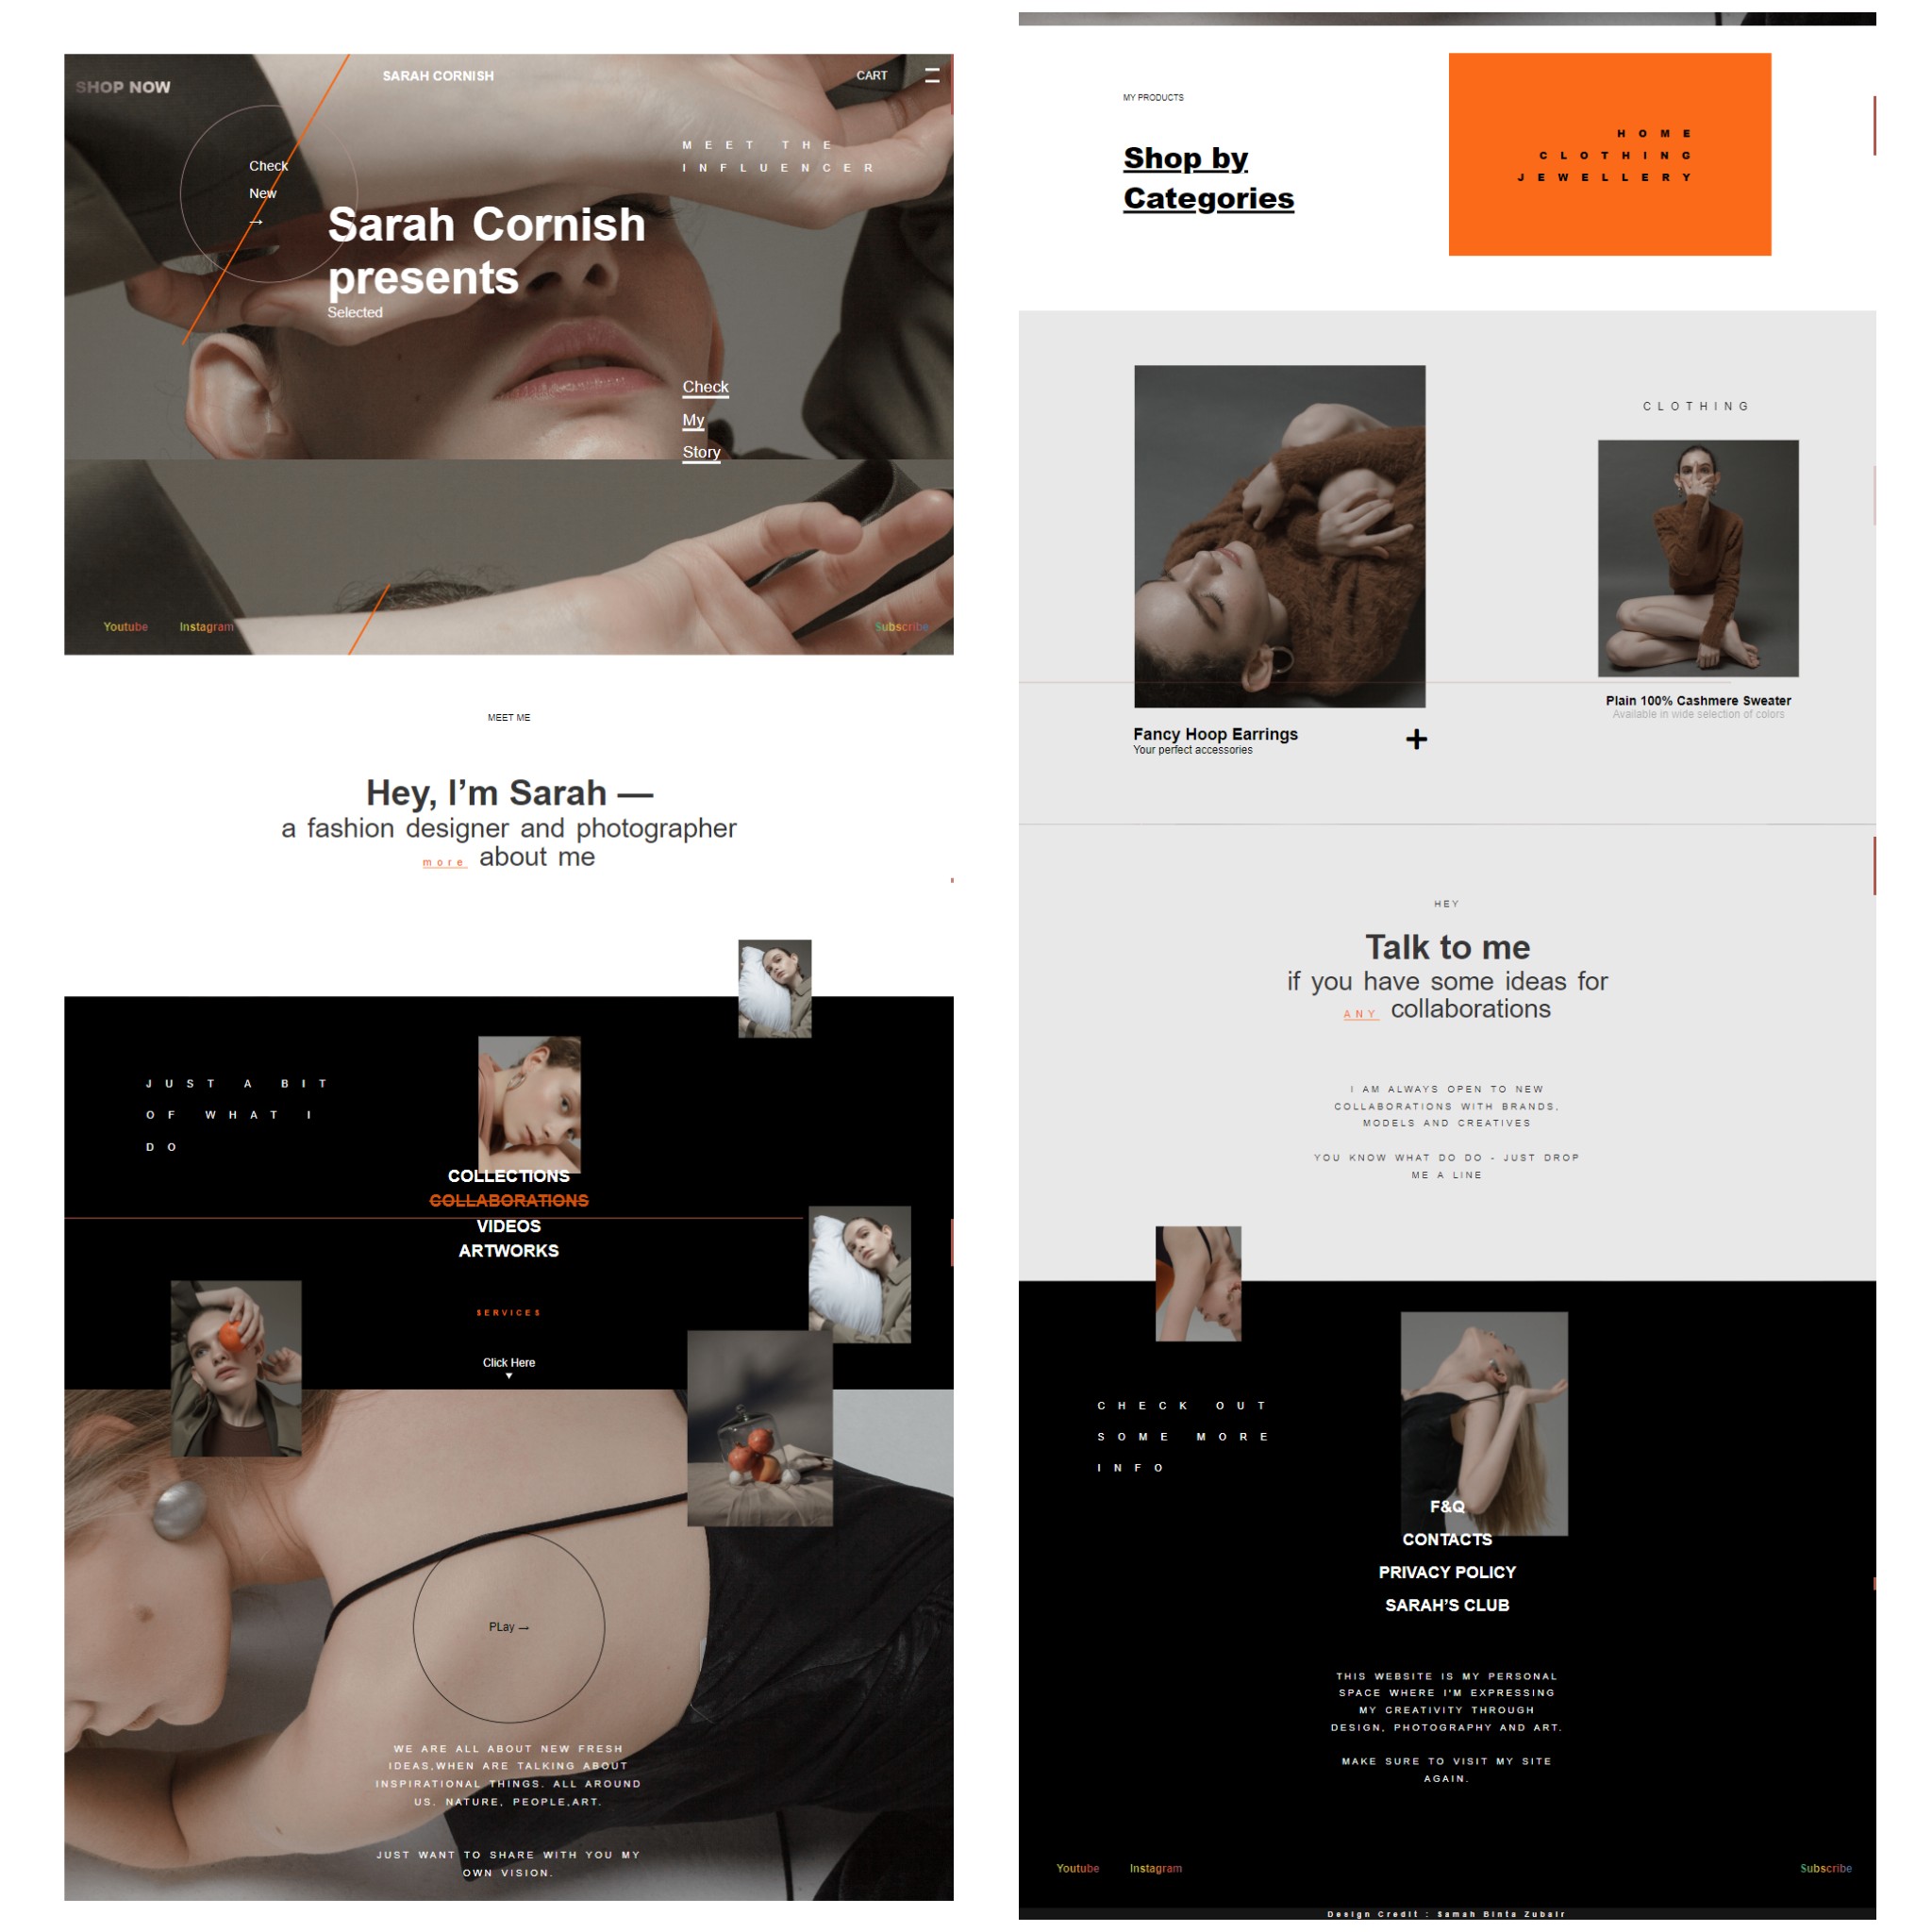 SHOP NOW
SARAH CORNISH
CART
MEET THE
INFLUENCER
Check
New
→
Sarah Cornish
presents
Selected
Check
My
Story
Youtube Instagram
Subscribe
MEET ME
Hey, I’m Sarah —
a fashion designer and photographer
more about me
JUST A BIT
OF WHAT I
DO
COLLECTIONS
COLLABORATIONS
VIDEOS
ARTWORKS
SERVICES
Click Here
▼
PLay →
WE ARE ALL ABOUT NEW FRESH
IDEAS,WHEN ARE TALKING ABOUT
INSPIRATIONAL THINGS. ALL AROUND
US. NATURE, PEOPLE,ART.
JUST WANT TO SHARE WITH YOU MY
OWN VISION.
MY PRODUCTS
Shop by
Categories
HOME
CLOTHING
JEWELLERY
CLOTHING
Plain 100% Cashmere Sweater
Available in wide selection of colors
Fancy Hoop Earrings
Your perfect accessories
+
HEY
Talk to me
if you have some ideas for
ANY collaborations
I AM ALWAYS OPEN TO NEW
COLLABORATIONS WITH BRANDS,
MODELS AND CREATIVES
YOU KNOW WHAT DO DO - JUST DROP
ME A LINE
CHECK OUT
SOME MORE
INFO
F&Q
CONTACTS
PRIVACY POLICY
SARAH’S CLUB
THIS WEBSITE IS MY PERSONAL
SPACE WHERE I'M EXPRESSING
MY CREATIVITY THROUGH
DESIGN, PHOTOGRAPHY AND ART.
MAKE SURE TO VISIT MY SITE
AGAIN.
Youtube Instagram
Subscribe
Design Credit : Samah Binta Zubair